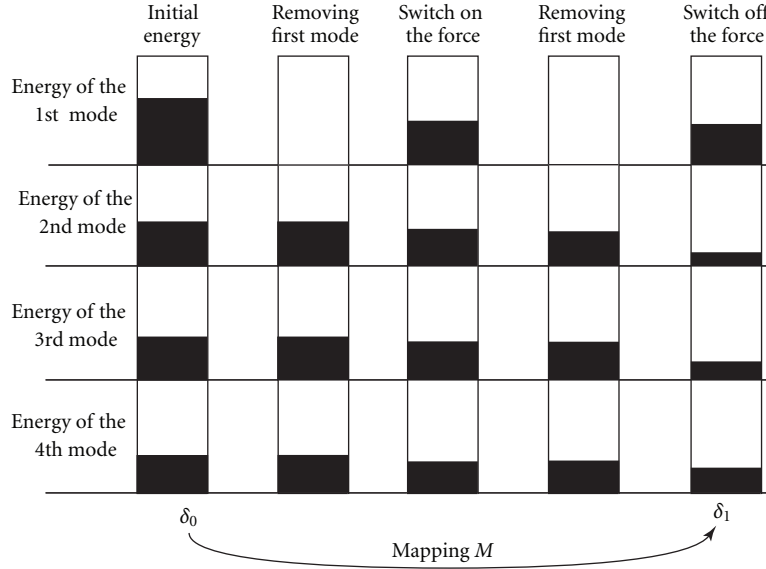 Initial
energy
Removing
first mode
Switch on
the force
Removing
first mode
Switch off
the force
Energy of the
1st mode
Energy of the
2nd mode
Energy of the
3rd mode
Energy of the
4th mode
δ0
δ1
Mapping M